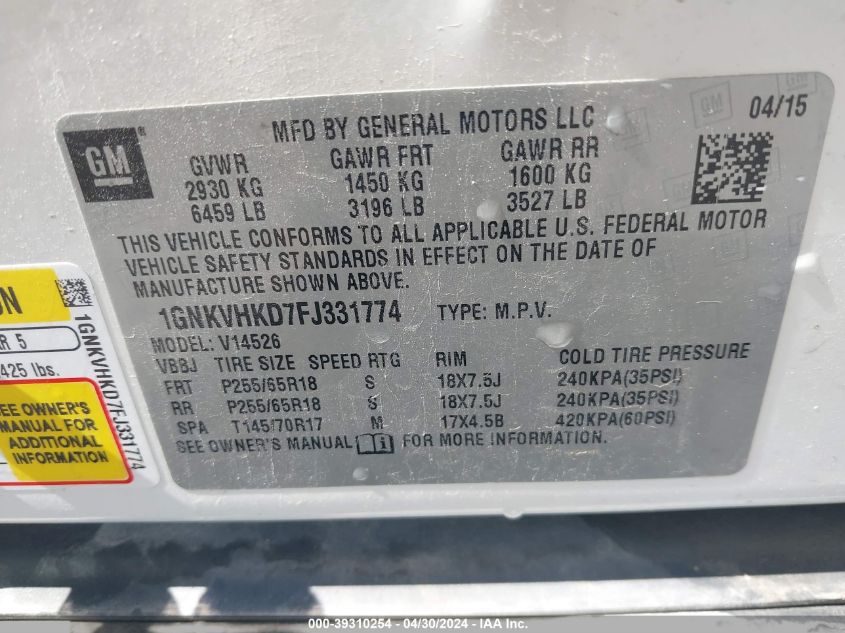 MFD BY GENERAL MOTORS LLC 04/15
GM ®
GVWR GAWR FRT GAWR RR
2930 KG 1450 KG 1600 KG
6459 LB 3196 LB 3527 LB
THIS VEHICLE CONFORMS TO ALL APPLICABLE U.S. FEDERAL MOTOR
VEHICLE SAFETY STANDARDS IN EFFECT ON THE DATE OF
MANUFACTURE SHOWN ABOVE.
1GNKVHKD7FJ331774 TYPE: M.P.V.
MODEL: V14526
VBBJ TIRE SIZE SPEED RTG RIM COLD TIRE PRESSURE
FRT P255/65R18 S 18X7.5J 240KPA(35PSI)
RR P255/65R18 S 18X7.5J 240KPA(35PSI)
SPA T145/70R17 M 17X4.5B 420KPA(60PSI)
SEE OWNER'S MANUAL FOR MORE INFORMATION.
R 5
425 lbs.
SEE OWNER'S
MANUAL FOR
ADDITIONAL
INFORMATION
1GNKVHKD7FJ331774
000-39310254 - 04/30/2024 - IAA Inc.